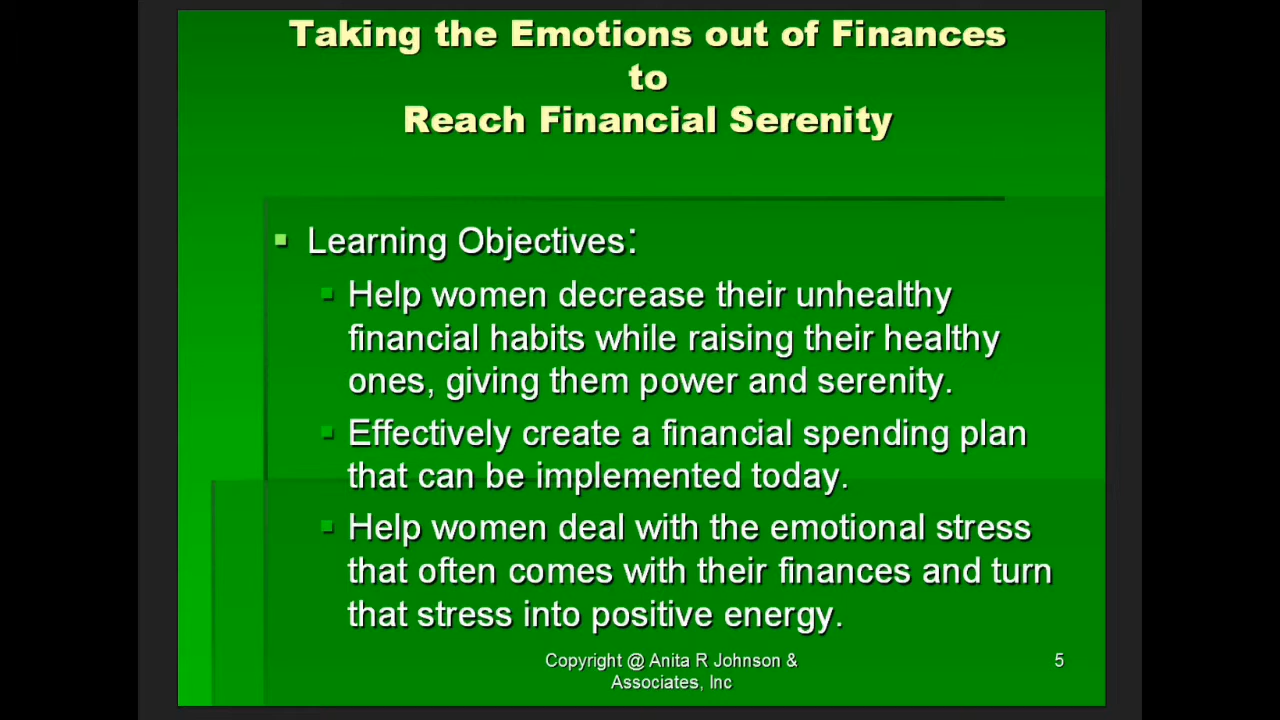 Taking the Emotions out of Finances
to
Reach Financial Serenity
Learning Objectives:
Help women decrease their unhealthy
financial habits while raising their healthy
ones, giving them power and serenity.
Effectively create a financial spending plan
that can be implemented today.
Help women deal with the emotional stress
that often comes with their finances and turn
that stress into positive energy.
Copyright @ Anita R Johnson &
Associates, Inc
5